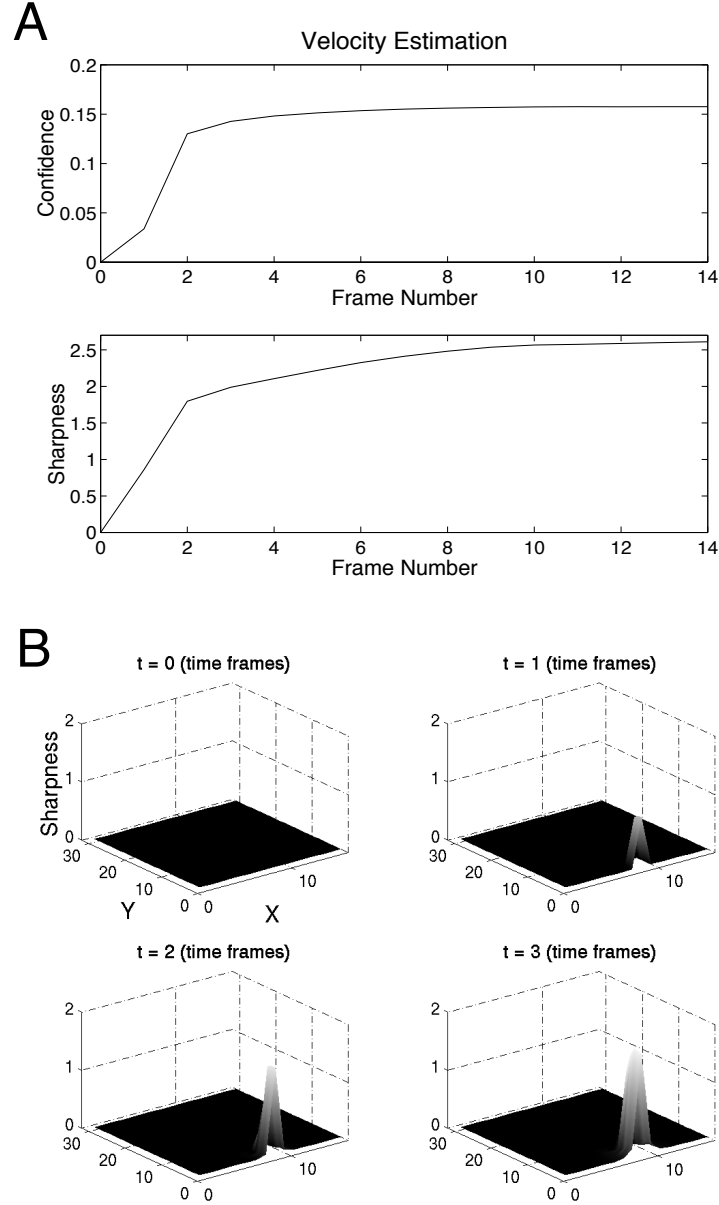 A
Velocity Estimation
0.2
0.15
0.1
0.05
0
Confidence
0 2 4 6 8 10 12 14
Frame Number
2.5
2
1.5
1
0.5
0
Sharpness
0 2 4 6 8 10 12 14
Frame Number
B
t = 0 (time frames)
2
1
0
Sharpness
30
20
10
0
Y
0
10
X
t = 1 (time frames)
2
1
0
30
20
10
0
0
10
t = 2 (time frames)
2
1
0
30
20
10
0
0
10
t = 3 (time frames)
2
1
0
30
20
10
0
0
10